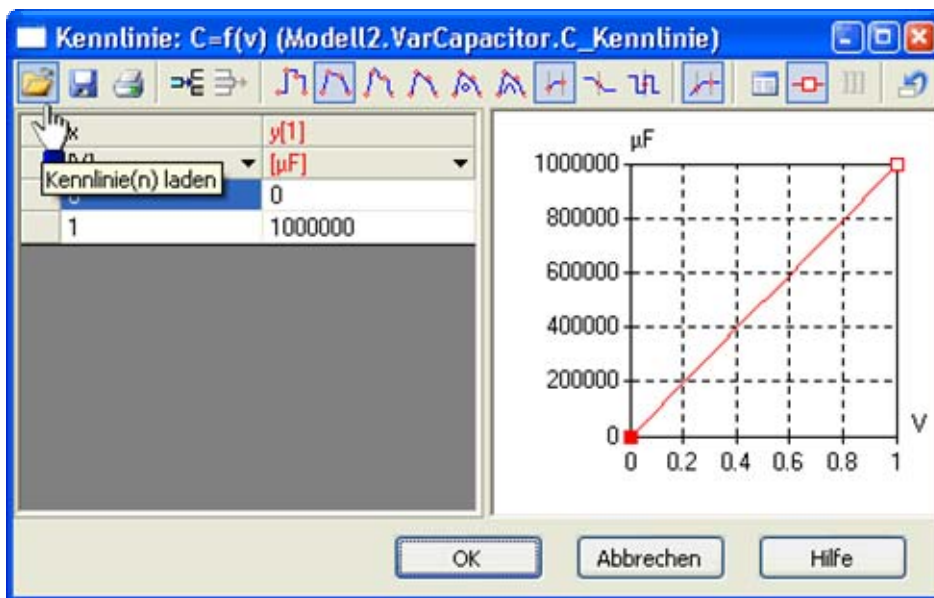 Kennlinie: C=f(v) (Modell2.VarCapacitor.C_Kennlinie)
x y[1]
[µF]
Kennlinie(n) laden
0
1 1000000
µF
1000000
800000
600000
400000
200000
0
V
0 0.2 0.4 0.6 0.8 1
OK Abbrechen Hilfe